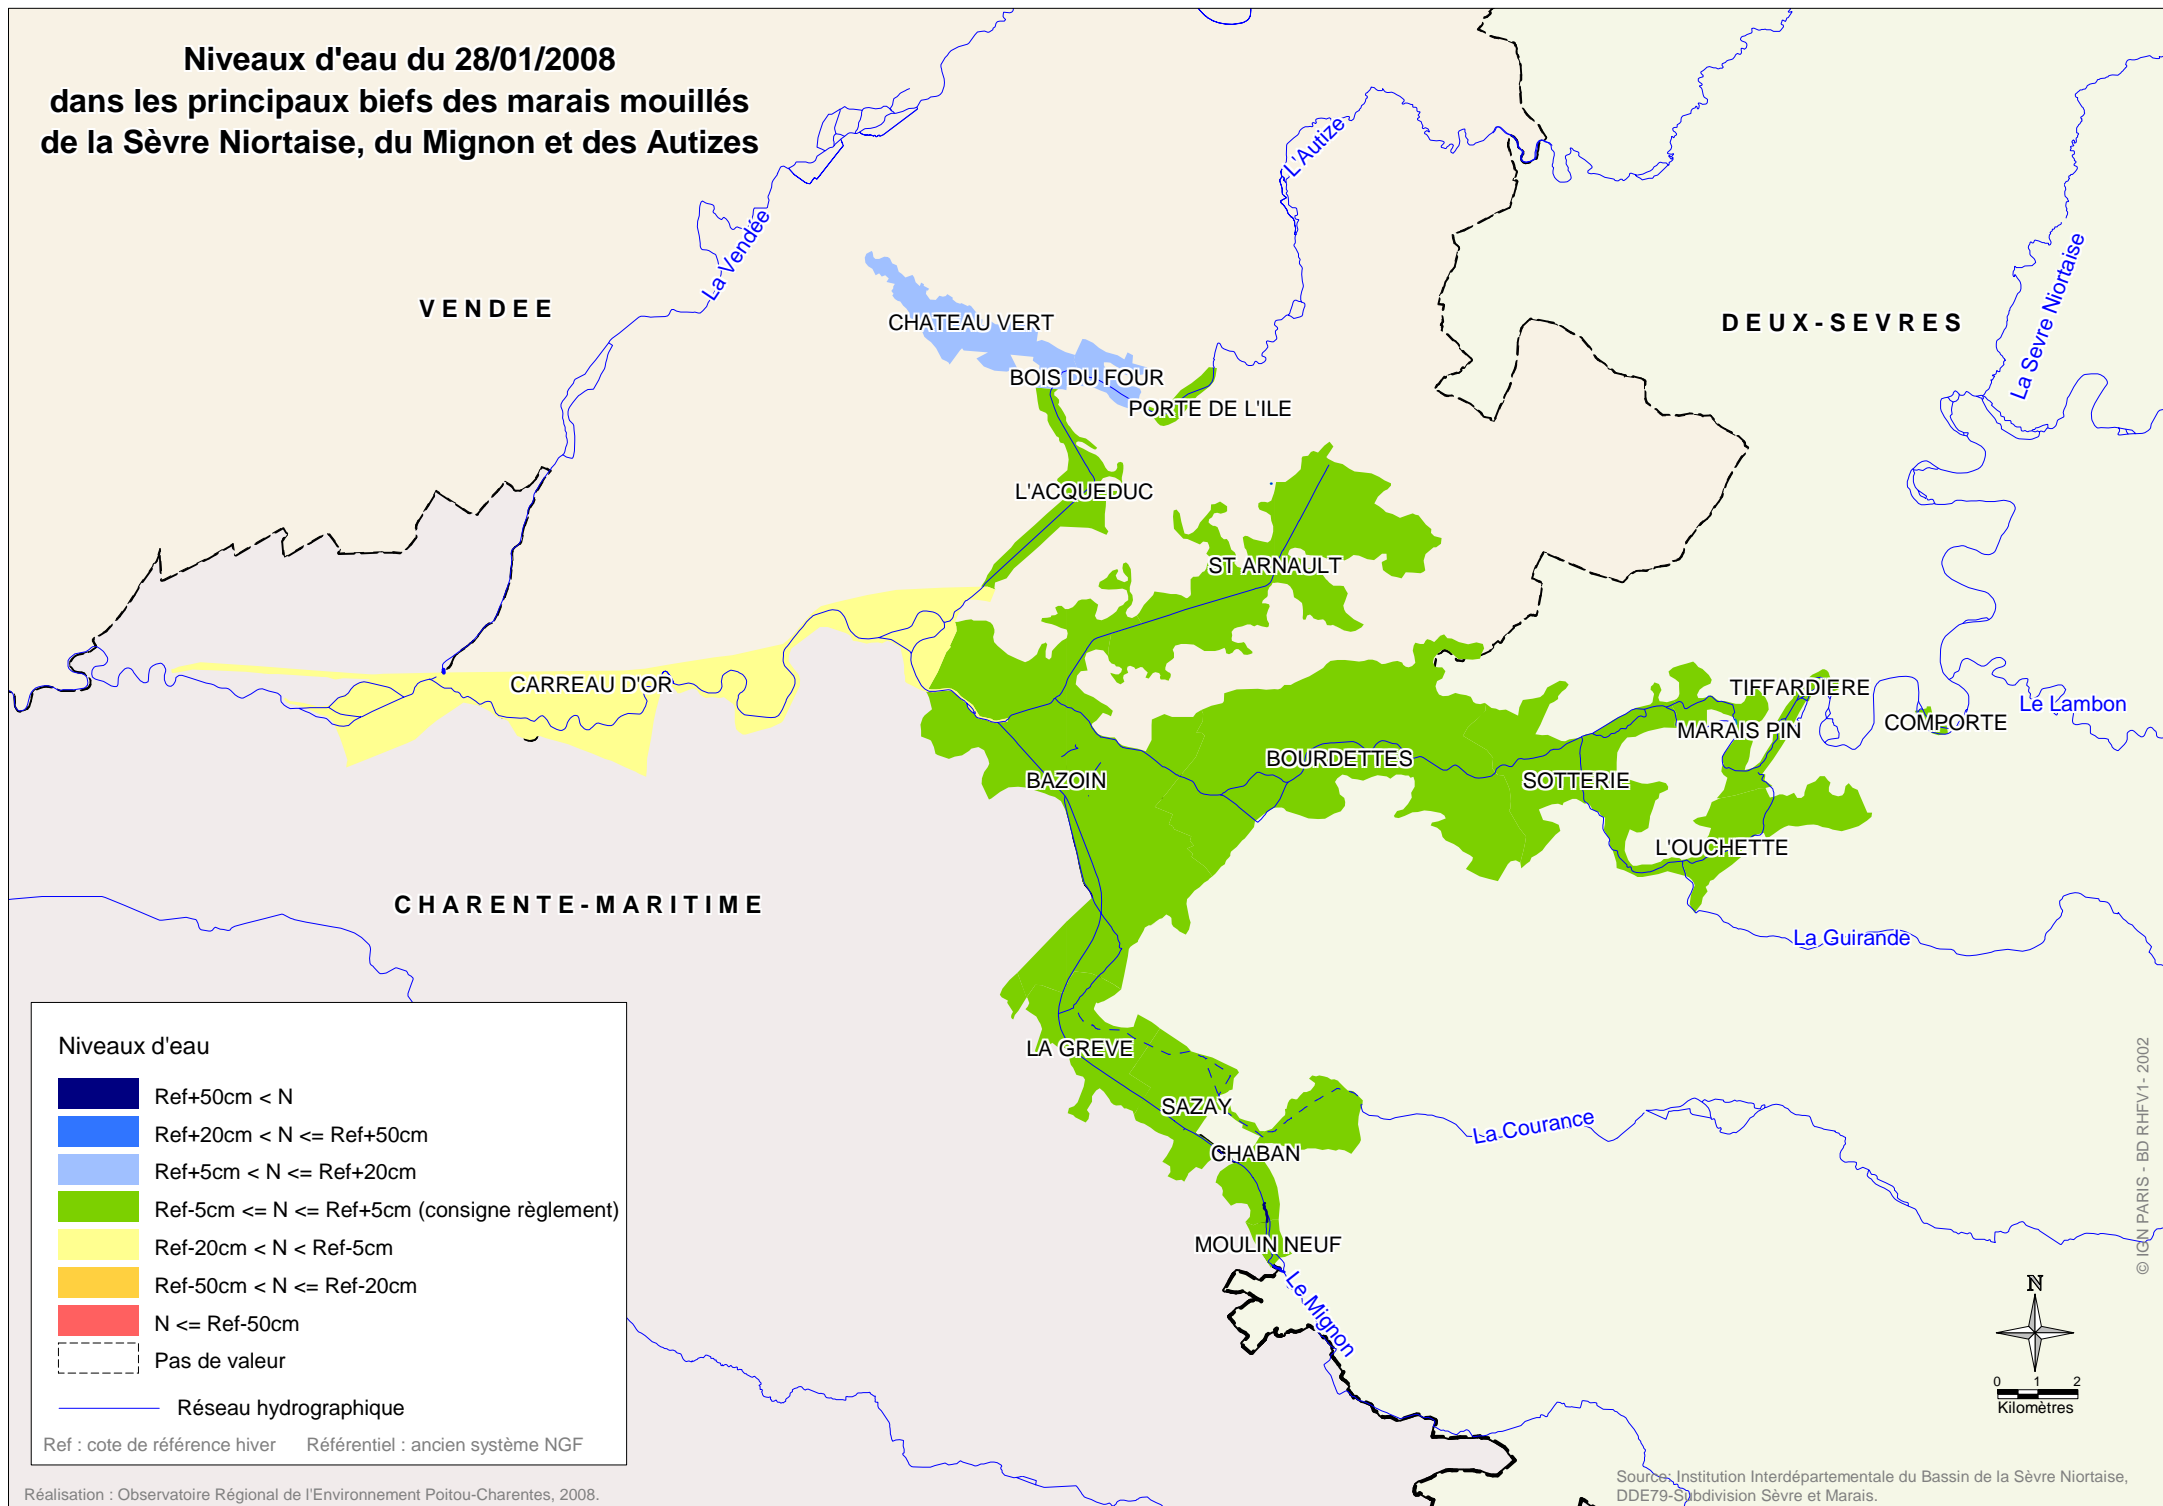 Niveaux d'eau du 28/01/2008
dans les principaux biefs des marais mouillés
de la Sèvre Niortaise, du Mignon et des Autizes
L'Autize
La Vendée
VENDEE
CHATEAU VERT
DEUX-SEVRES
La Sevre Niortaise
BOIS DU FOUR
PORTE DE L'ILE
L'ACQUEDUC
ST ARNAULT
CARREAU D'OR
TIFFARDIERE
Le Lambon
COMPORTE
MARAIS PIN
BOURDETTES
BAZOIN
SOTTERIE
L'OUCHETTE
CHARENTE-MARITIME
La Guirande
LA GREVE
SAZAY
La Courance
CHABAN
MOULIN NEUF
Le Mignon
Niveaux d'eau
Ref+50cm < N
Ref+20cm < N <= Ref+50cm
Ref+5cm < N <= Ref+20cm
Ref-5cm <= N <= Ref+5cm (consigne règlement)
Ref-20cm < N < Ref-5cm
Ref-50cm < N <= Ref-20cm
N <= Ref-50cm
Pas de valeur
Réseau hydrographique
Ref : cote de référence hiver Référentiel : ancien système NGF
Réalisation : Observatoire Régional de l'Environnement Poitou-Charentes, 2008.
© IGN PARIS - BD RHFV1- 2002
N
0 1 2
Kilomètres
Source: Institution Interdépartementale du Bassin de la Sèvre Niortaise,
DDE79-Subdivision Sèvre et Marais.